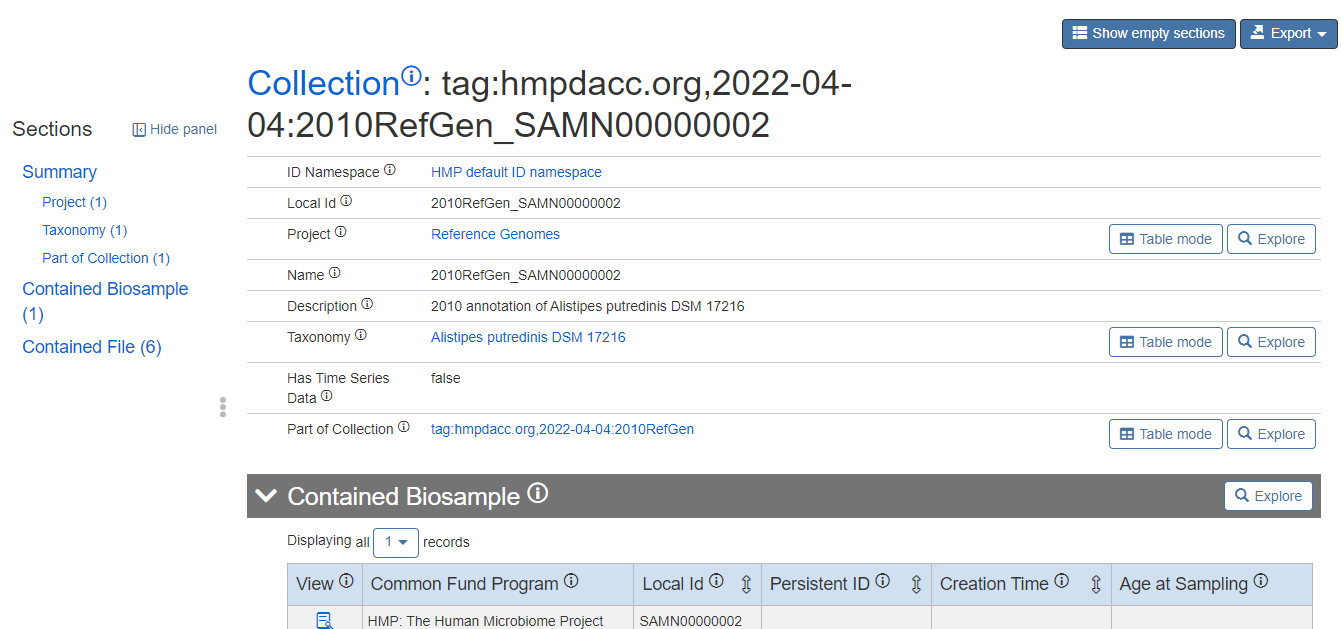 Show empty sections Export
Collection: tag:hmpdacc.org,2022-04-
04:2010RefGen_SAMN00000002
Sections Hide panel
Summary
Project (1)
Taxonomy (1)
Part of Collection (1)
Contained Biosample
(1)
Contained File (6)
ID Namespace HMP default ID namespace
Local Id 2010RefGen_SAMN00000002
Project Reference Genomes Table mode Explore
Name 2010RefGen_SAMN00000002
Description 2010 annotation of Alistipes putredinis DSM 17216
Taxonomy Alistipes putredinis DSM 17216 Table mode Explore
Has Time Series
Data false
Part of Collection tag:hmpdacc.org,2022-04-04:2010RefGen Table mode Explore
Contained Biosample Explore
Displaying all 1 records
View Common Fund Program Local Id Persistent ID Creation Time Age at Sampling
HMP: The Human Microbiome Project SAMN00000002